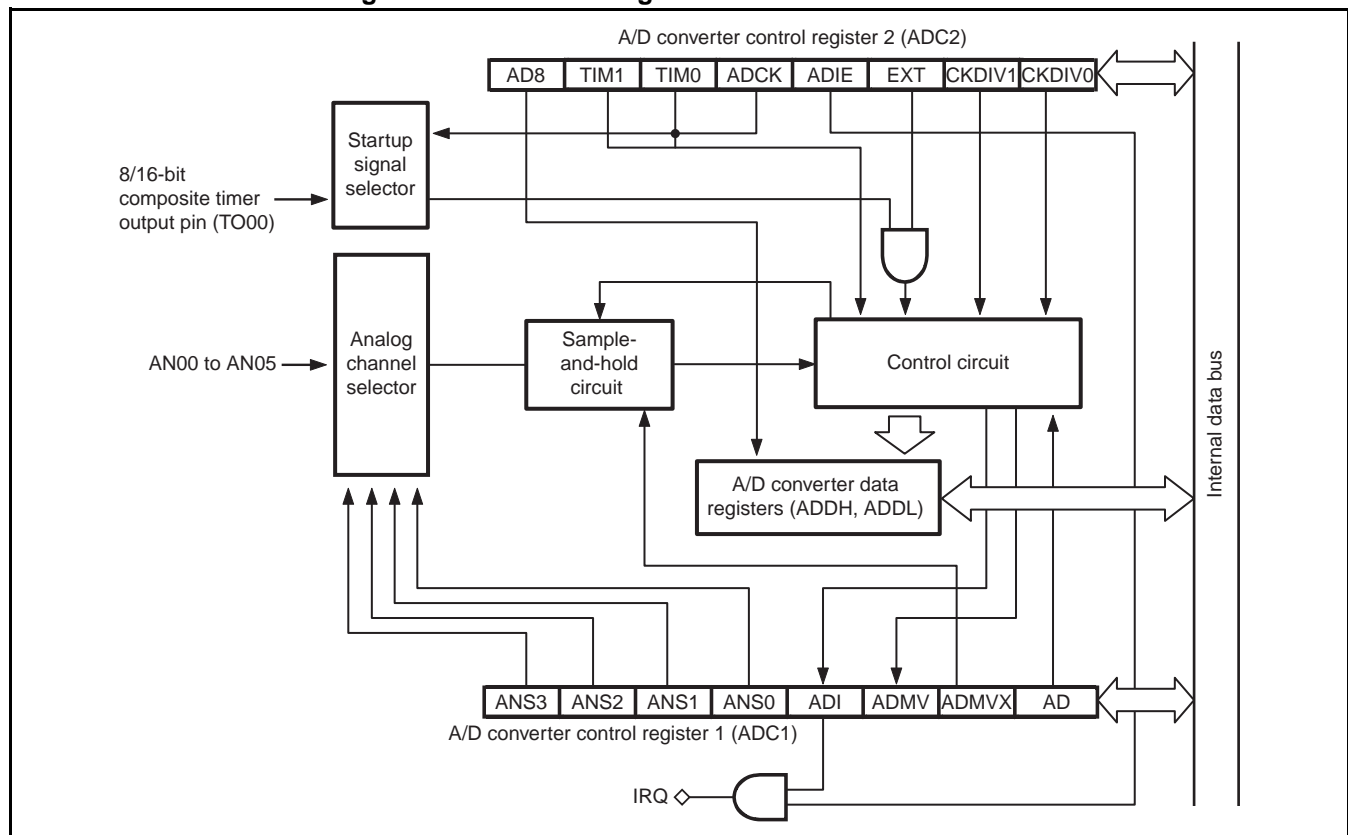 A/D converter control register 2 (ADC2)
AD8 TIM1 TIM0 ADCK ADIE EXT CKDIV1 CKDIV0
Startup
signal
selector
8/16-bit
composite timer
output pin (TO00)
Analog
channel
selector
AN00 to AN05
Sample-
and-hold
circuit
Control circuit
Internal data bus
A/D converter data
registers (ADDH, ADDL)
ANS3 ANS2 ANS1 ANS0 ADI ADMV ADMVX AD
A/D converter control register 1 (ADC1)
IRQ